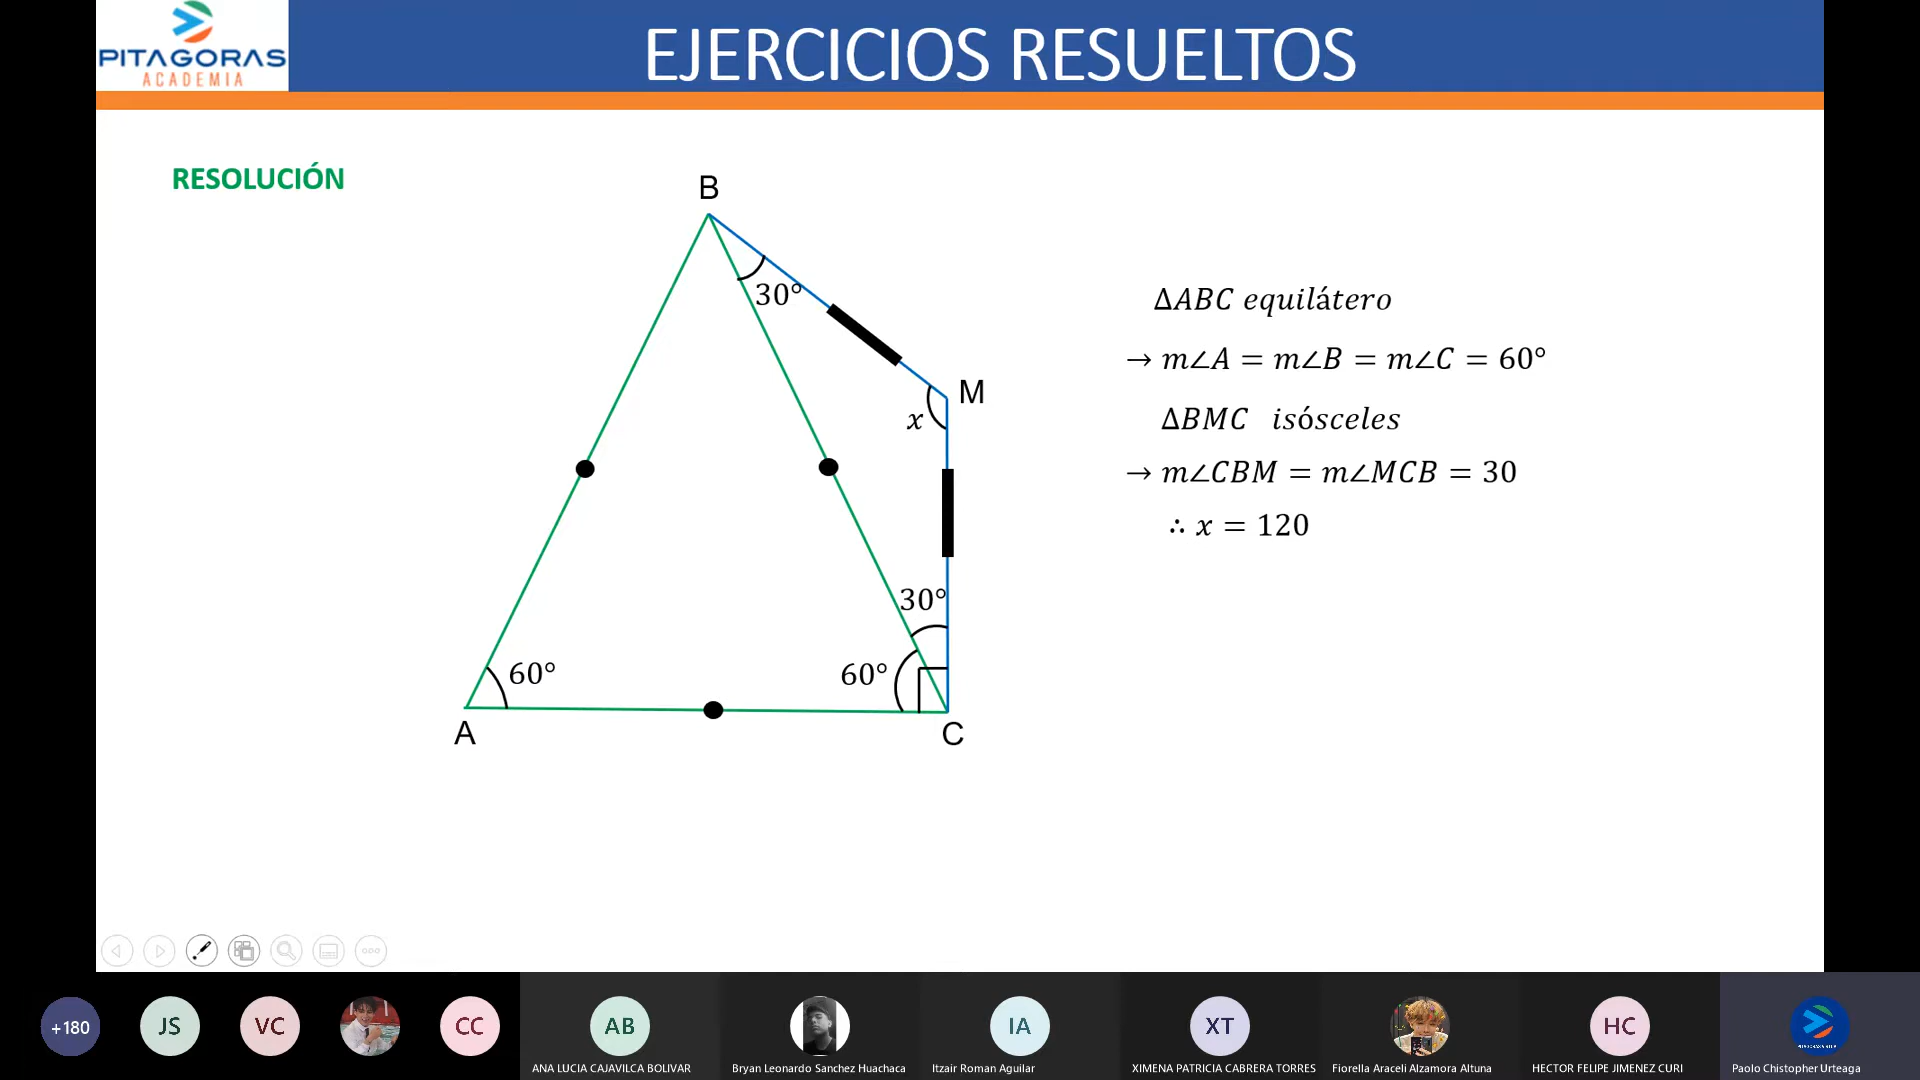 PITAGORAS
ACADEMIA
EJERCICIOS RESUELTOS
RESOLUCIÓN
B
30°
M
x
30°
60°
60°
A
C
ΔABC equilátero
→ m∠A = m∠B = m∠C = 60°
ΔBMC isósceles
→ m∠CBM = m∠MCB = 30
∴ x = 120
+180
JS
VC
CC
AB
IA
XT
HC
ANA LUCIA CAJAVILCA BOLIVAR
Bryan Leonardo Sanchez Huachaca
Itzair Roman Aguilar
XIMENA PATRICIA CABRERA TORRES
Fiorella Araceli Alzamora Altuna
HECTOR FELIPE JIMENEZ CURI
Paolo Chistopher Urteaga